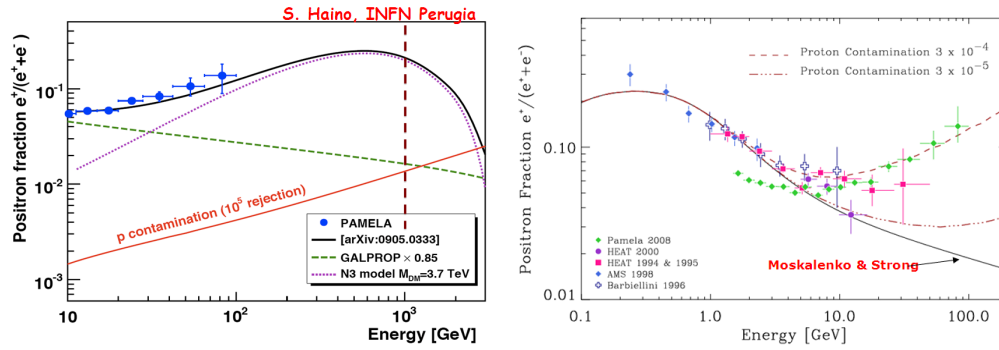 S. Haino, INFN Perugia
Positron fraction e⁺/(e⁺+e⁻)
10⁻¹
10⁻²
10⁻³
p contamination (10⁵ rejection)
PAMELA
[arXiv:0905.0333]
GALPROP × 0.85
N3 model M_DM=3.7 TeV
10
10²
10³
Energy [GeV]
Positron Fraction e⁺/(e⁺+e⁻)
0.10
0.01
Proton Contamination 3 x 10⁻⁴
Proton Contamination 3 x 10⁻⁵
Pamela 2008
HEAT 2000
HEAT 1994 & 1995
AMS 1998
Barbiellini 1996
Moskalenko & Strong
0.1
1.0
10.0
100.0
Energy [GeV]